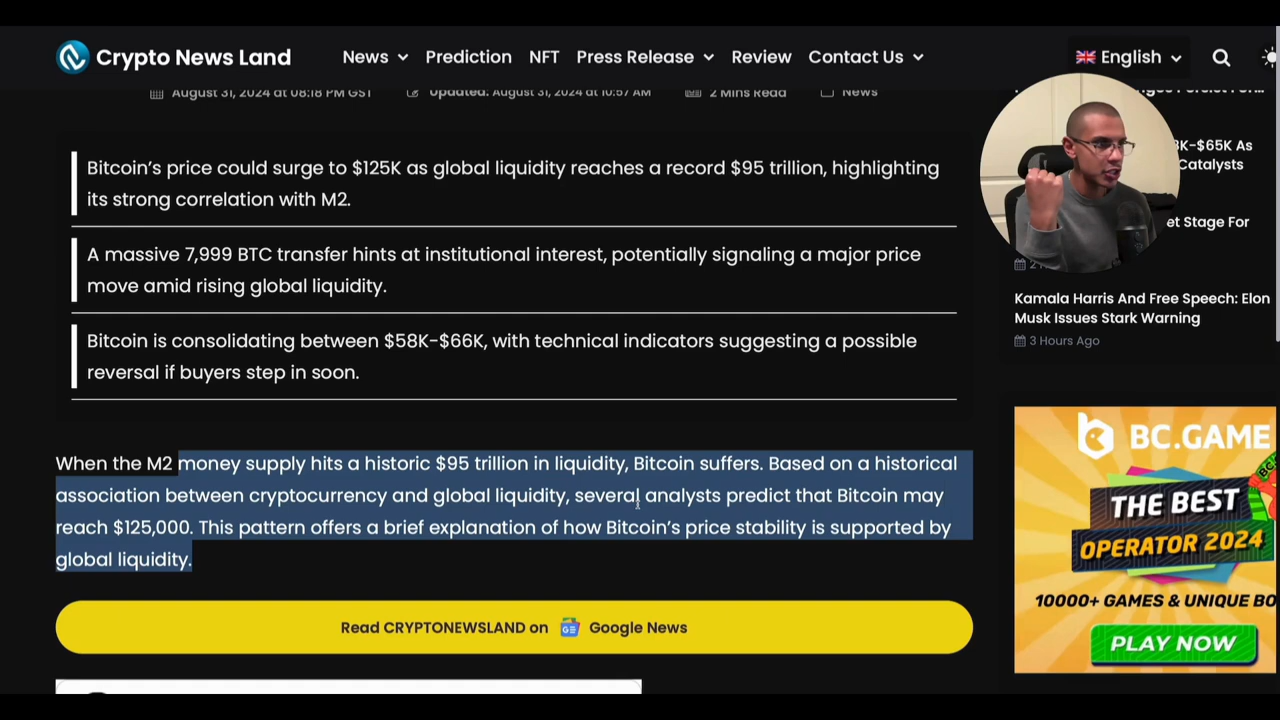 Crypto News Land
News
Prediction
NFT
Press Release
Review
Contact Us
English
August 31, 2024 at 08:18 PM GST
Updated: August 31, 2024 at 10:57 AM
2 Mins Read
News
Bitcoin’s price could surge to $125K as global liquidity reaches a record $95 trillion, highlighting
its strong correlation with M2.
A massive 7,999 BTC transfer hints at institutional interest, potentially signaling a major price
move amid rising global liquidity.
Bitcoin is consolidating between $58K-$66K, with technical indicators suggesting a possible
reversal if buyers step in soon.
When the M2 money supply hits a historic $95 trillion in liquidity, Bitcoin suffers. Based on a historical
association between cryptocurrency and global liquidity, several analysts predict that Bitcoin may
reach $125,000. This pattern offers a brief explanation of how Bitcoin’s price stability is supported by
global liquidity.
Read CRYPTONEWSLAND on Google News
K-$65K As
Catalysts
et Stage For
Kamala Harris And Free Speech: Elon
Musk Issues Stark Warning
3 Hours Ago
BC.GAME
THE BEST
OPERATOR 2024
10000+ GAMES & UNIQUE BO
PLAY NOW